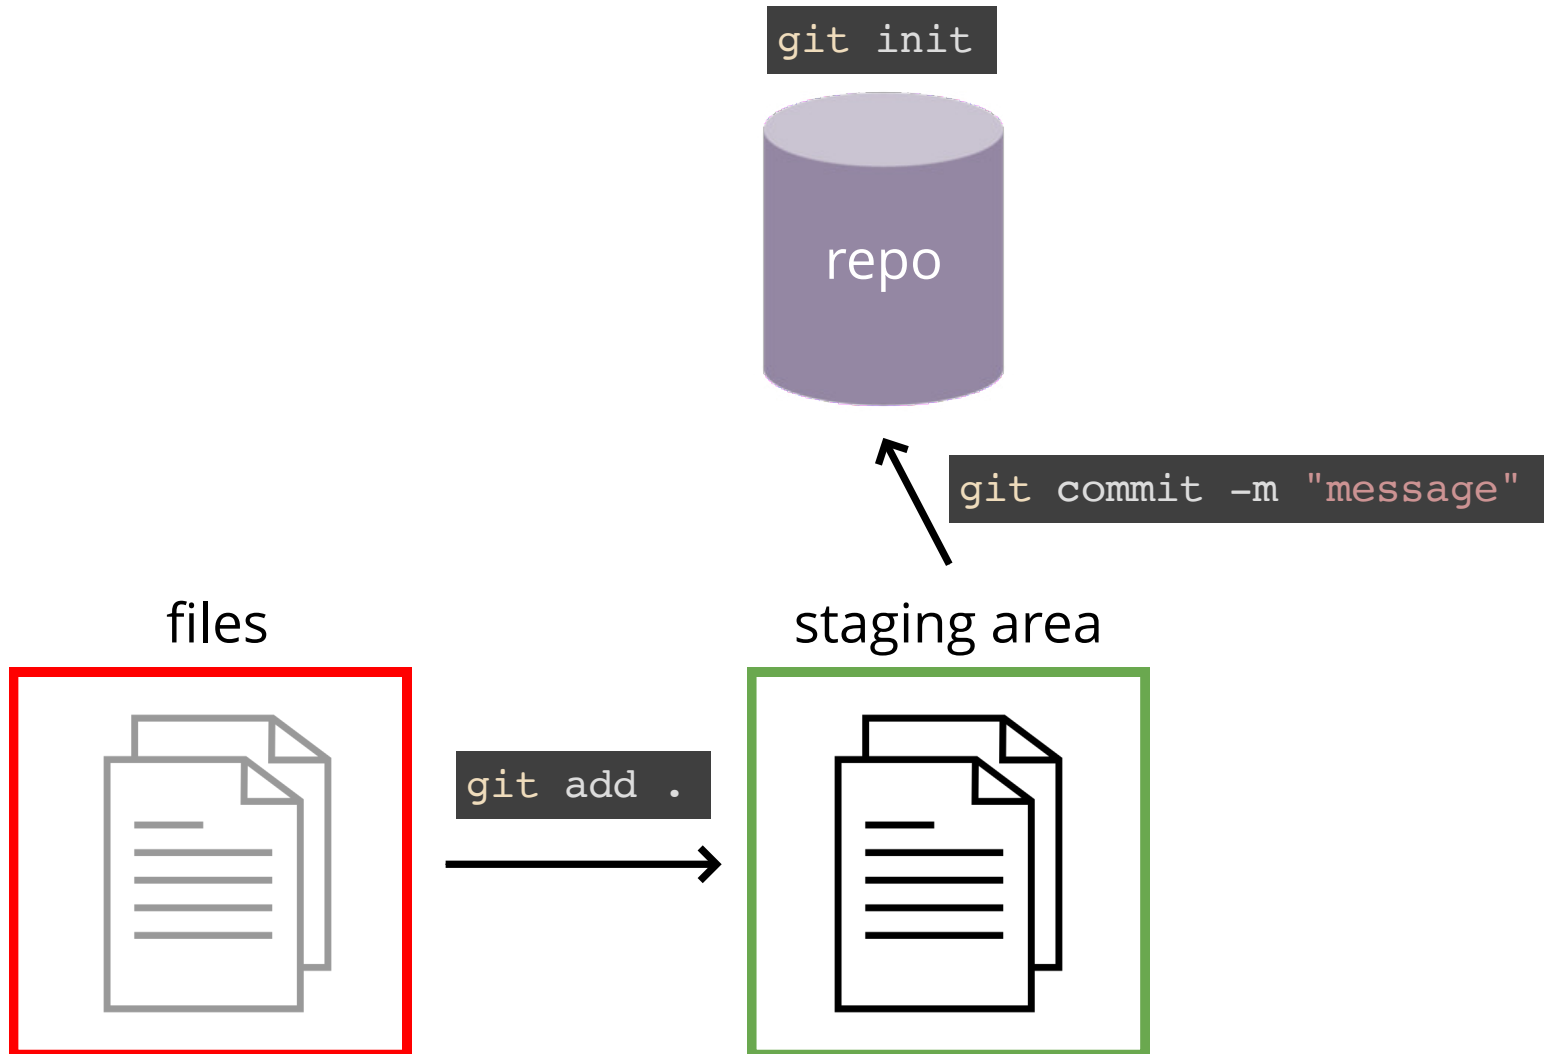 git init
repo
git commit -m "message"
files
staging area
git add .